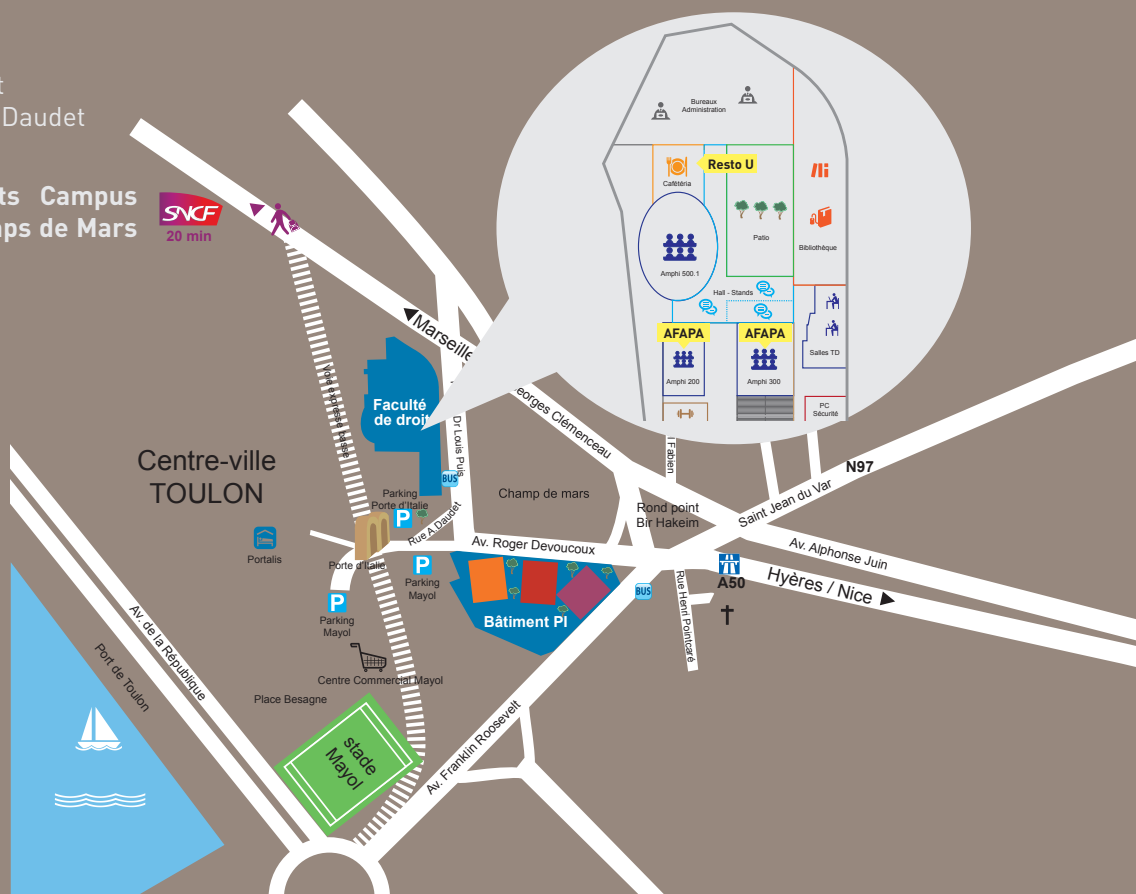 t
Daudet
ts Campus
ps de Mars
SNCF
20 min
Bureaux
Administration
Resto U
Cafétéria
Patio
Bibliothèque
Amphi 500.1
Hall - Stands
AFAPA
AFAPA
Salles TD
Amphi 200
Amphi 300
PC
Sécurité
Marseille
Voie expresse basse
Faculté
de droit
Dr Louis Puis
eorges Clémenceau
l Fabien
BUS
Centre-ville
TOULON
Champ de mars
N97
Saint Jean du Var
Rond point
Bir Hakeim
Parking
Porte d'Italie
P
Rue A.Daudet
Portalis
Porte d'Italie
Av. Roger Devoucoux
Av. Alphonse Juin
P
Parking
Mayol
A50
Hyères / Nice
BUS
Rue Henri Pointcaré
P
Parking
Mayol
Bâtiment PI
Av. de la République
Port de Toulon
Centre Commercial Mayol
Place Besagne
stade
Mayol
Av. Franklin Roosevelt